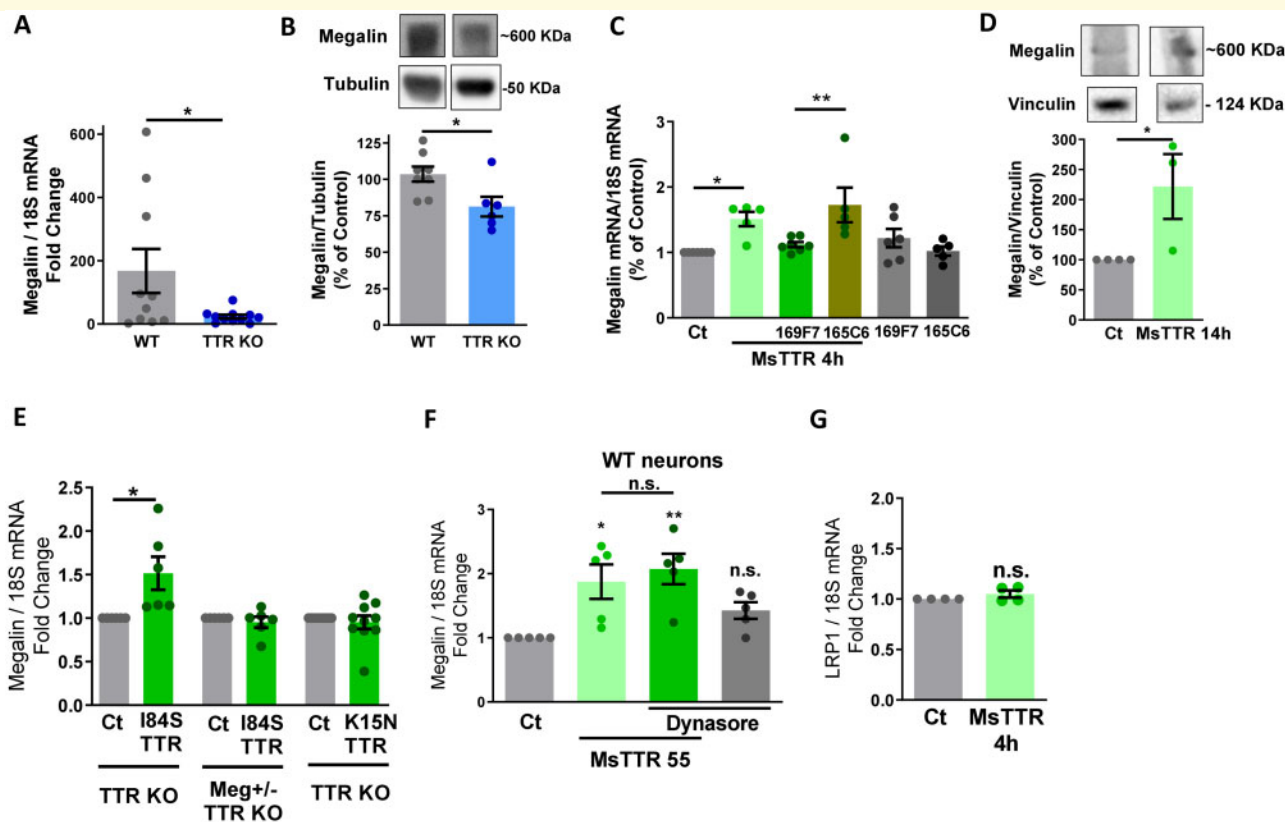 A
Megalin / 18S mRNA
Fold Change
600
400
200
0
*
WT
TTR KO
B
Megalin
~600 KDa
Tubulin
-50 KDa
Megalin/Tubulin
(% of Control)
125
100
75
50
25
0
*
WT
TTR KO
C
Megalin mRNA/18S mRNA
(% of Control)
3
2
1
0
*
**
Ct
169F7 165C6 169F7 165C6
MsTTR 4h
D
Megalin
~600 KDa
Vinculin
- 124 KDa
Megalin/Vinculin
(% of Control)
300
250
200
150
100
50
0
*
Ct
MsTTR 14h
E
Megalin / 18S mRNA
Fold Change
2.5
2.0
1.5
1.0
0.5
0.0
*
Ct I84S Ct I84S Ct K15N
TTR TTR TTR
TTR KO
Meg+/-
TTR KO
TTR KO
F
WT neurons
Megalin / 18S mRNA
Fold Change
3
2
1
0
n.s.
*
**
n.s.
Ct
Dynasore
MsTTR 55
G
LRP1 / 18S mRNA
Fold Change
2.0
1.5
1.0
0.5
0.0
n.s.
Ct MsTTR
4h